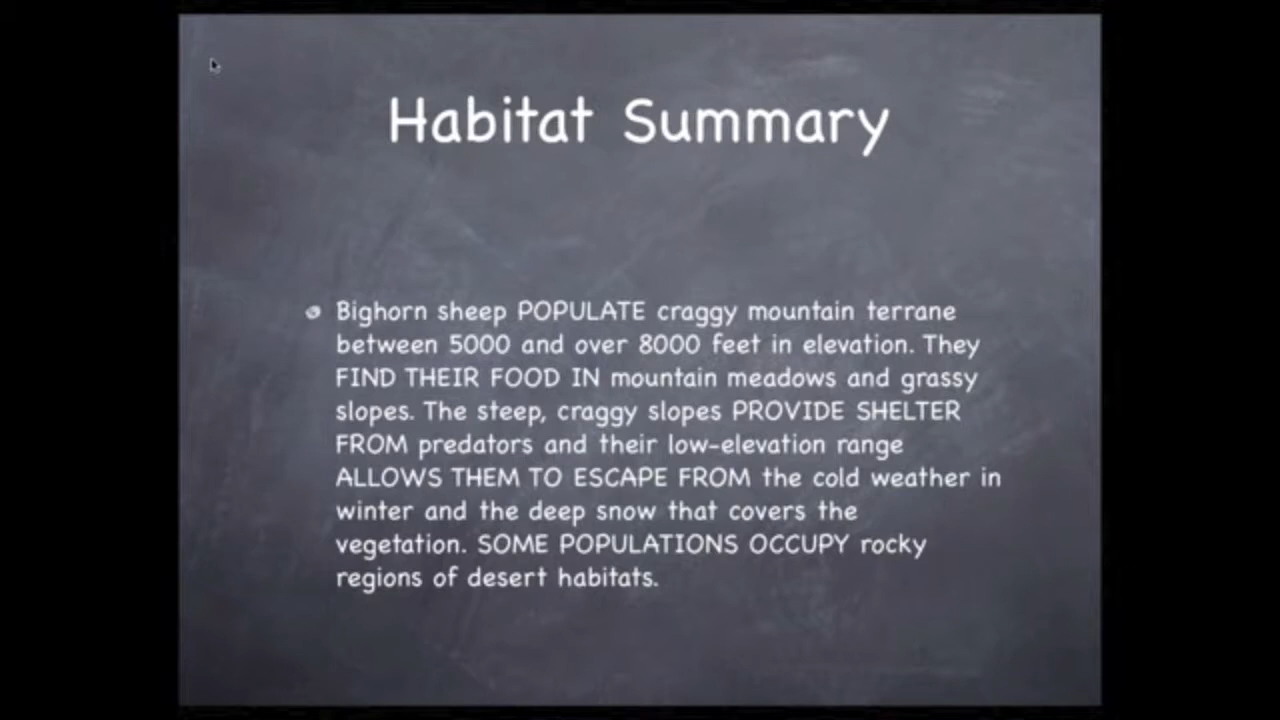 Habitat Summary
Bighorn sheep POPULATE craggy mountain terrane
between 5000 and over 8000 feet in elevation. They
FIND THEIR FOOD IN mountain meadows and grassy
slopes. The steep, craggy slopes PROVIDE SHELTER
FROM predators and their low-elevation range
ALLOWS THEM TO ESCAPE FROM the cold weather in
winter and the deep snow that covers the
vegetation. SOME POPULATIONS OCCUPY rocky
regions of desert habitats.